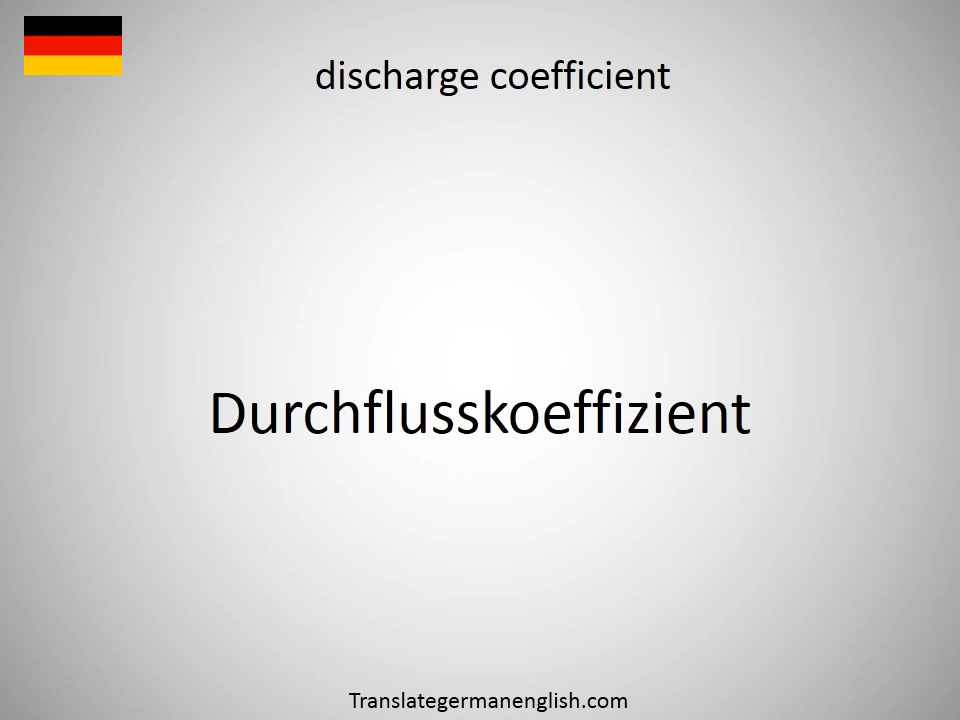 discharge coefficient
Durchflusskoeffizient
Translategermanenglish.com